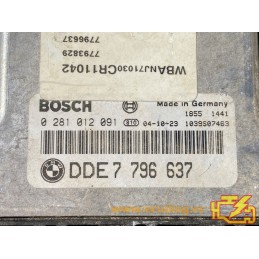 7796637
7793829
WBANJ71030CR11042
BOSCH
Made in Germany
1855 1441
0 281 012 091 S10 04-10-23 1039S07463
DDE7 796 637